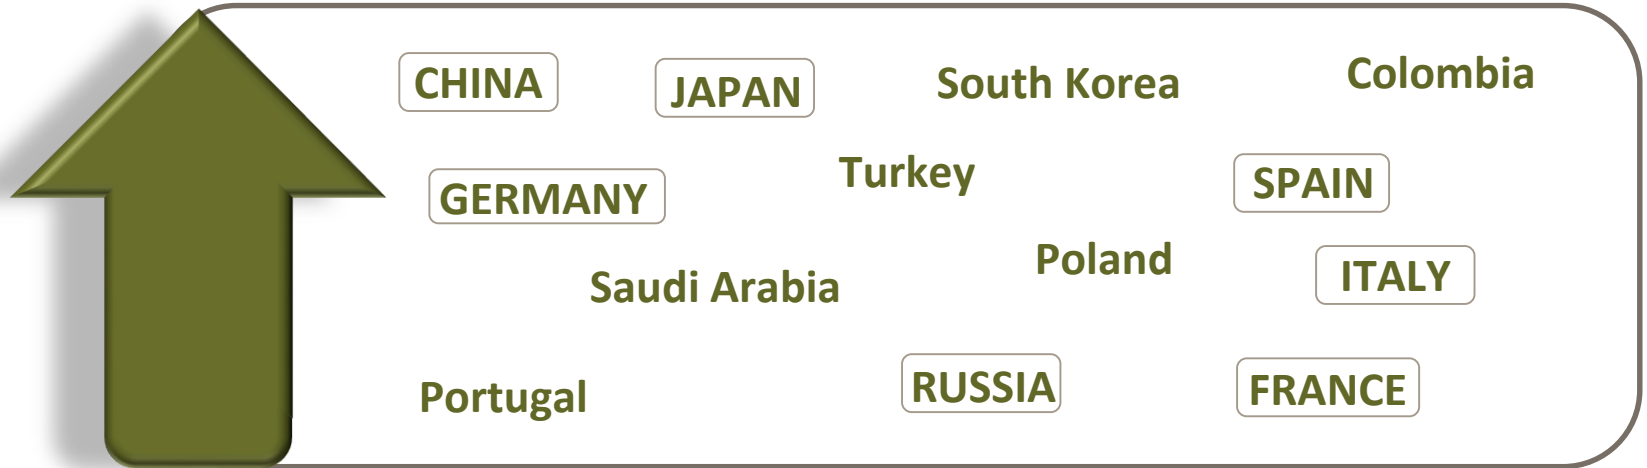 CHINA
JAPAN
South Korea
Colombia
GERMANY
Turkey
SPAIN
Saudi Arabia
Poland
ITALY
Portugal
RUSSIA
FRANCE